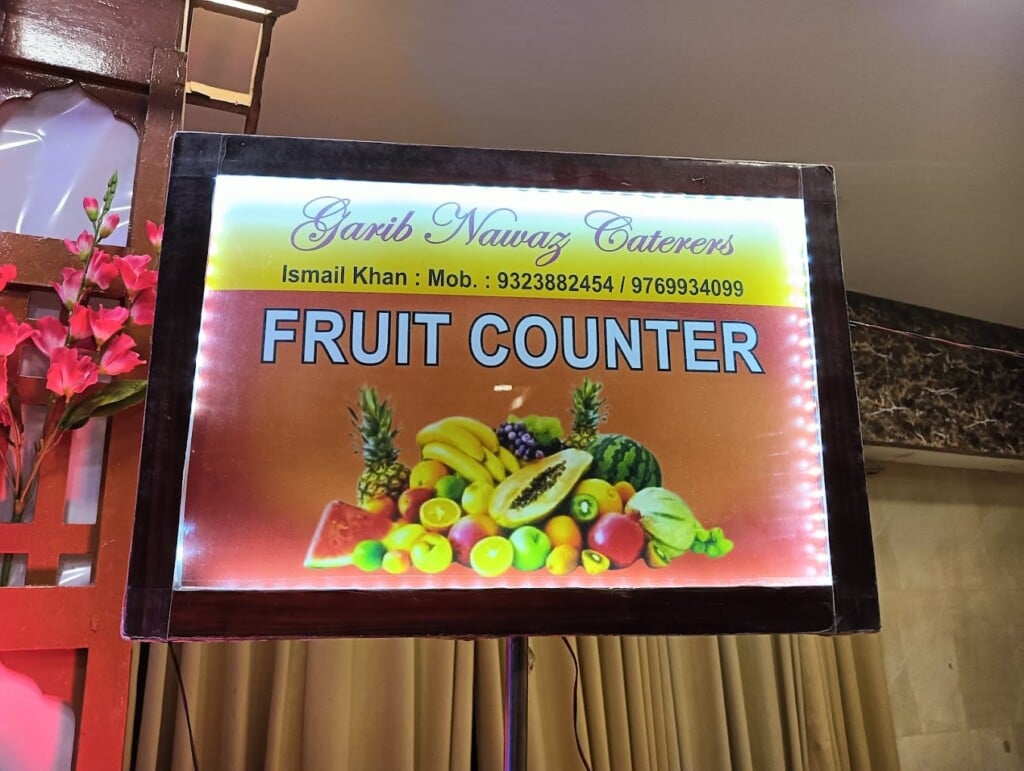 Garib Nawaz Caterers
Ismail Khan : Mob. : 9323882454 / 9769934099
FRUIT COUNTER